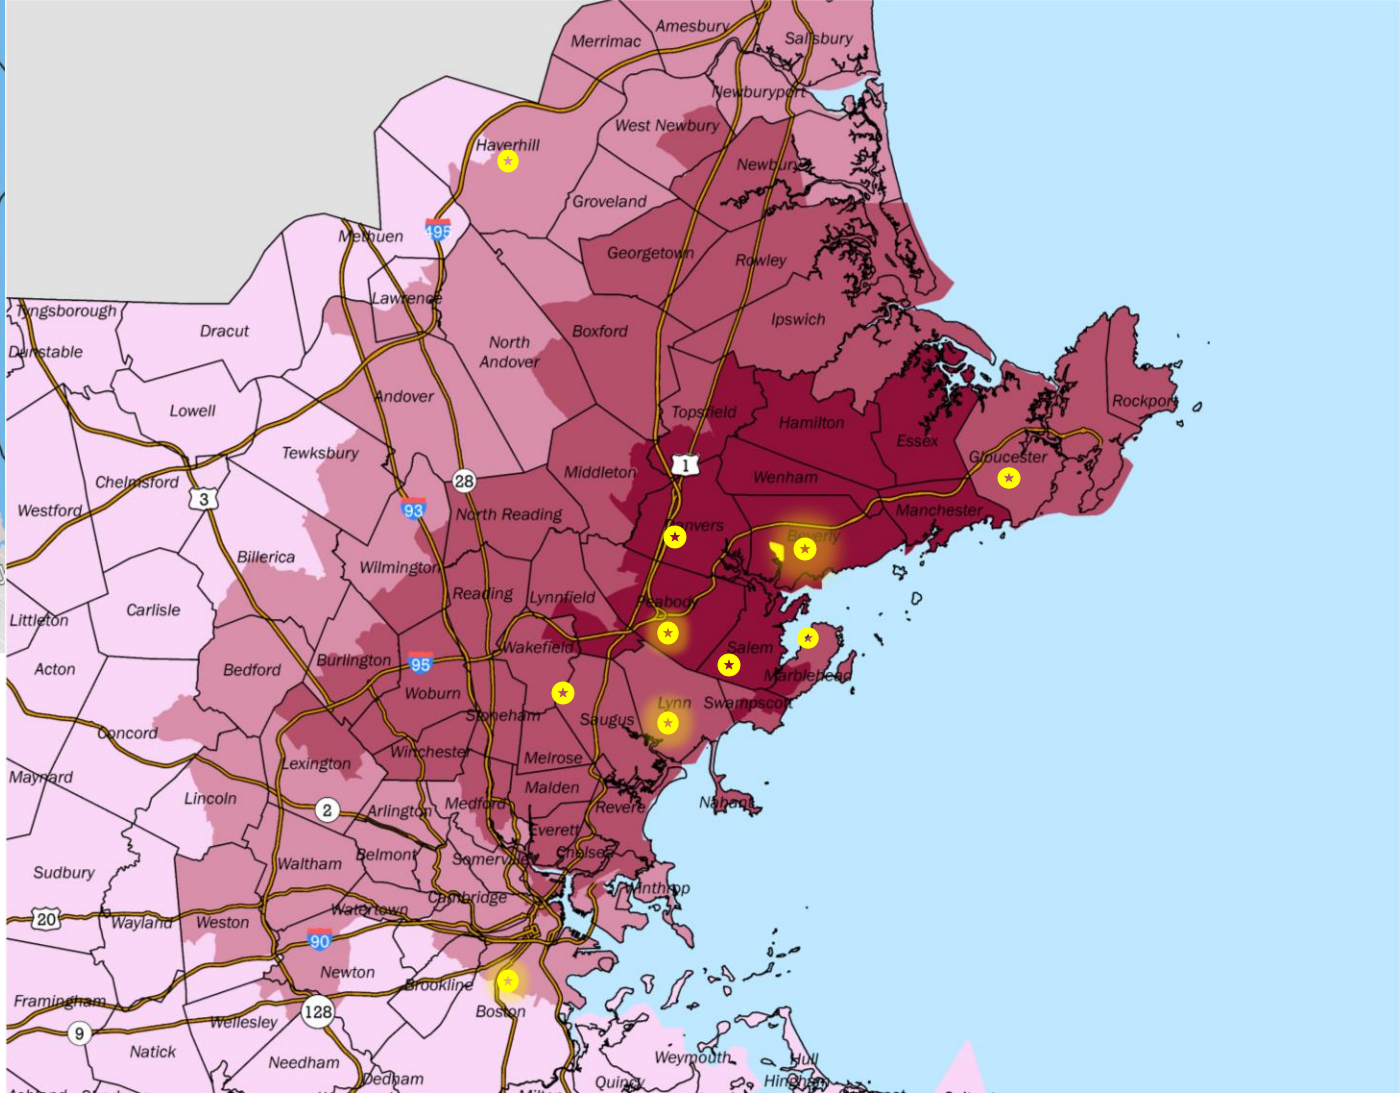 Amesbury
Merrimac
Salisbury
Newburyport
West Newbury
Haverhill
Newbury
Groveland
495
Methuen
Georgetown
Rowley
Lawrence
Tyngsborough
Dracut
Ipswich
Boxford
North
Andover
Dunstable
Andover
Rockport
Lowell
Topsfield
Hamilton
Essex
Tewksbury
Gloucester
1
Middleton
Wenham
Chelmsford
28
3
Westford
93
North Reading
Manchester
Danvers
Beverly
Billerica
Wilmington
Reading
Lynnfield
Peabody
Carlisle
Littleton
Wakefield
Salem
Burlington
95
Acton
Bedford
Marblehead
Woburn
Lynn
Swampscott
Stoneham
Saugus
Concord
Winchester
Melrose
Lexington
Maynard
Malden
Lincoln
Nahant
Medford
Revere
2
Arlington
Everett
Belmont
Chelsea
Somerville
Waltham
Sudbury
Winthrop
Cambridge
Watertown
20
Wayland
Weston
90
Newton
Brookline
Framingham
Boston
128
Wellesley
9
Natick
Weymouth
Hull
Needham
Dedham
Quincy
Hingham